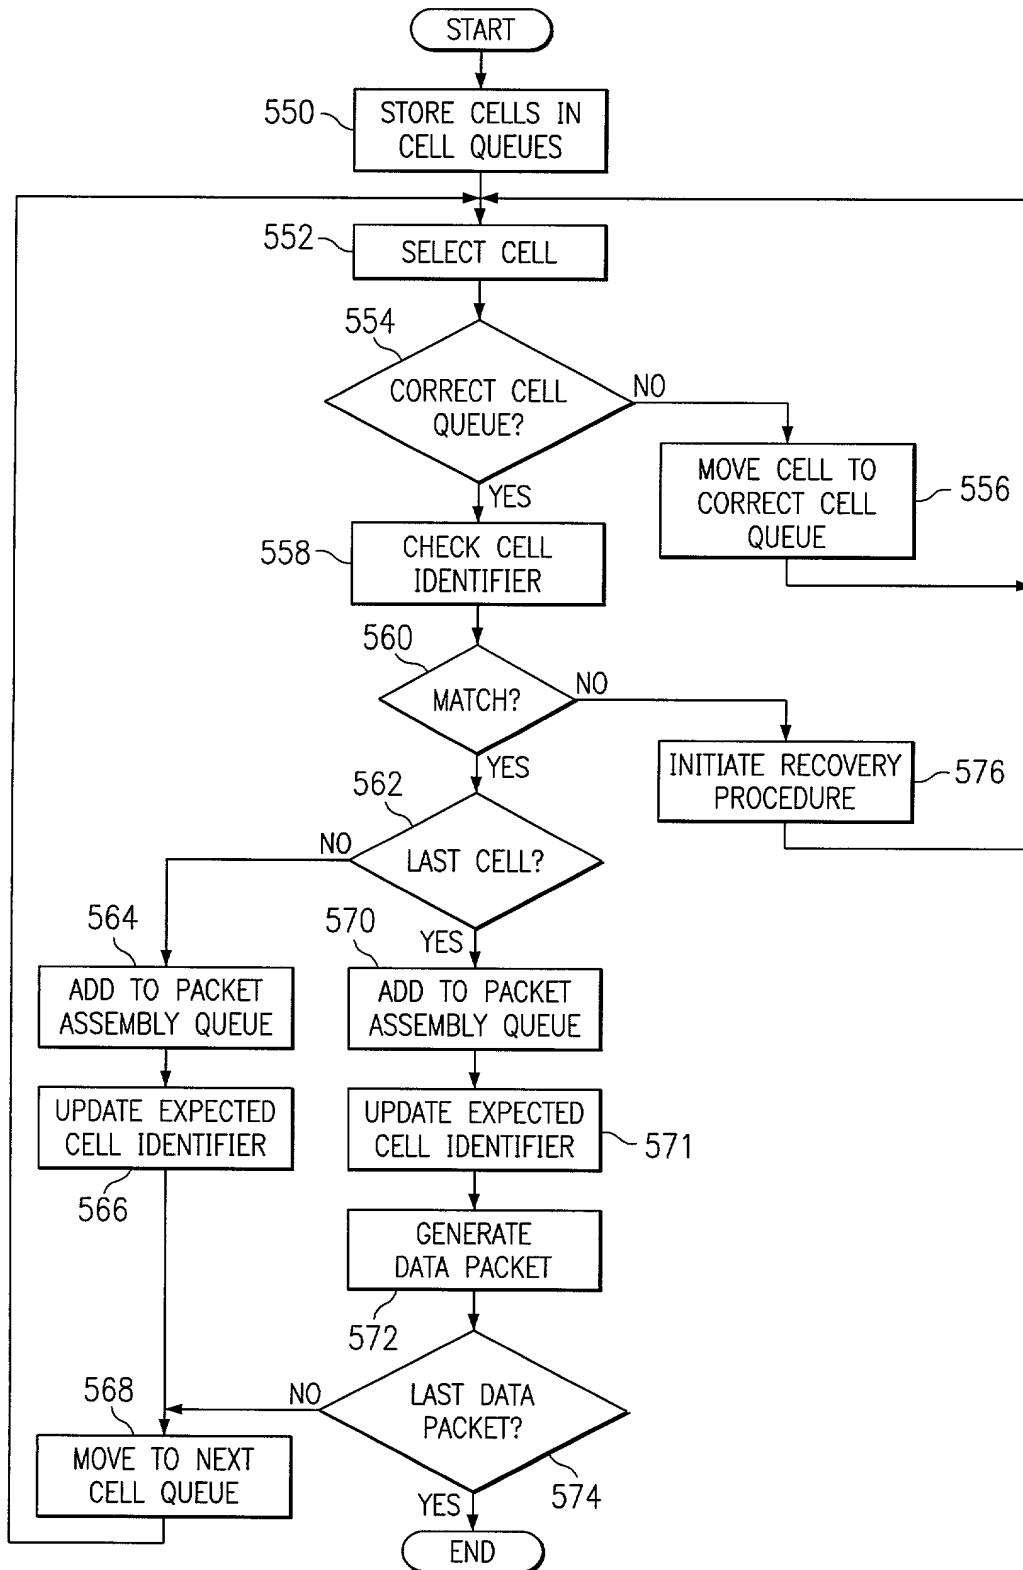 START
550
STORE CELLS IN
CELL QUEUES
552
SELECT CELL
554
CORRECT CELL
QUEUE?
NO
MOVE CELL TO
CORRECT CELL
QUEUE
556
YES
558
CHECK CELL
IDENTIFIER
560
MATCH?
NO
INITIATE RECOVERY
PROCEDURE
576
YES
562
LAST CELL?
NO
564
ADD TO PACKET
ASSEMBLY QUEUE
UPDATE EXPECTED
CELL IDENTIFIER
566
YES
570
ADD TO PACKET
ASSEMBLY QUEUE
UPDATE EXPECTED
CELL IDENTIFIER
571
GENERATE
DATA PACKET
572
LAST DATA
PACKET?
574
NO
568
MOVE TO NEXT
CELL QUEUE
YES
END